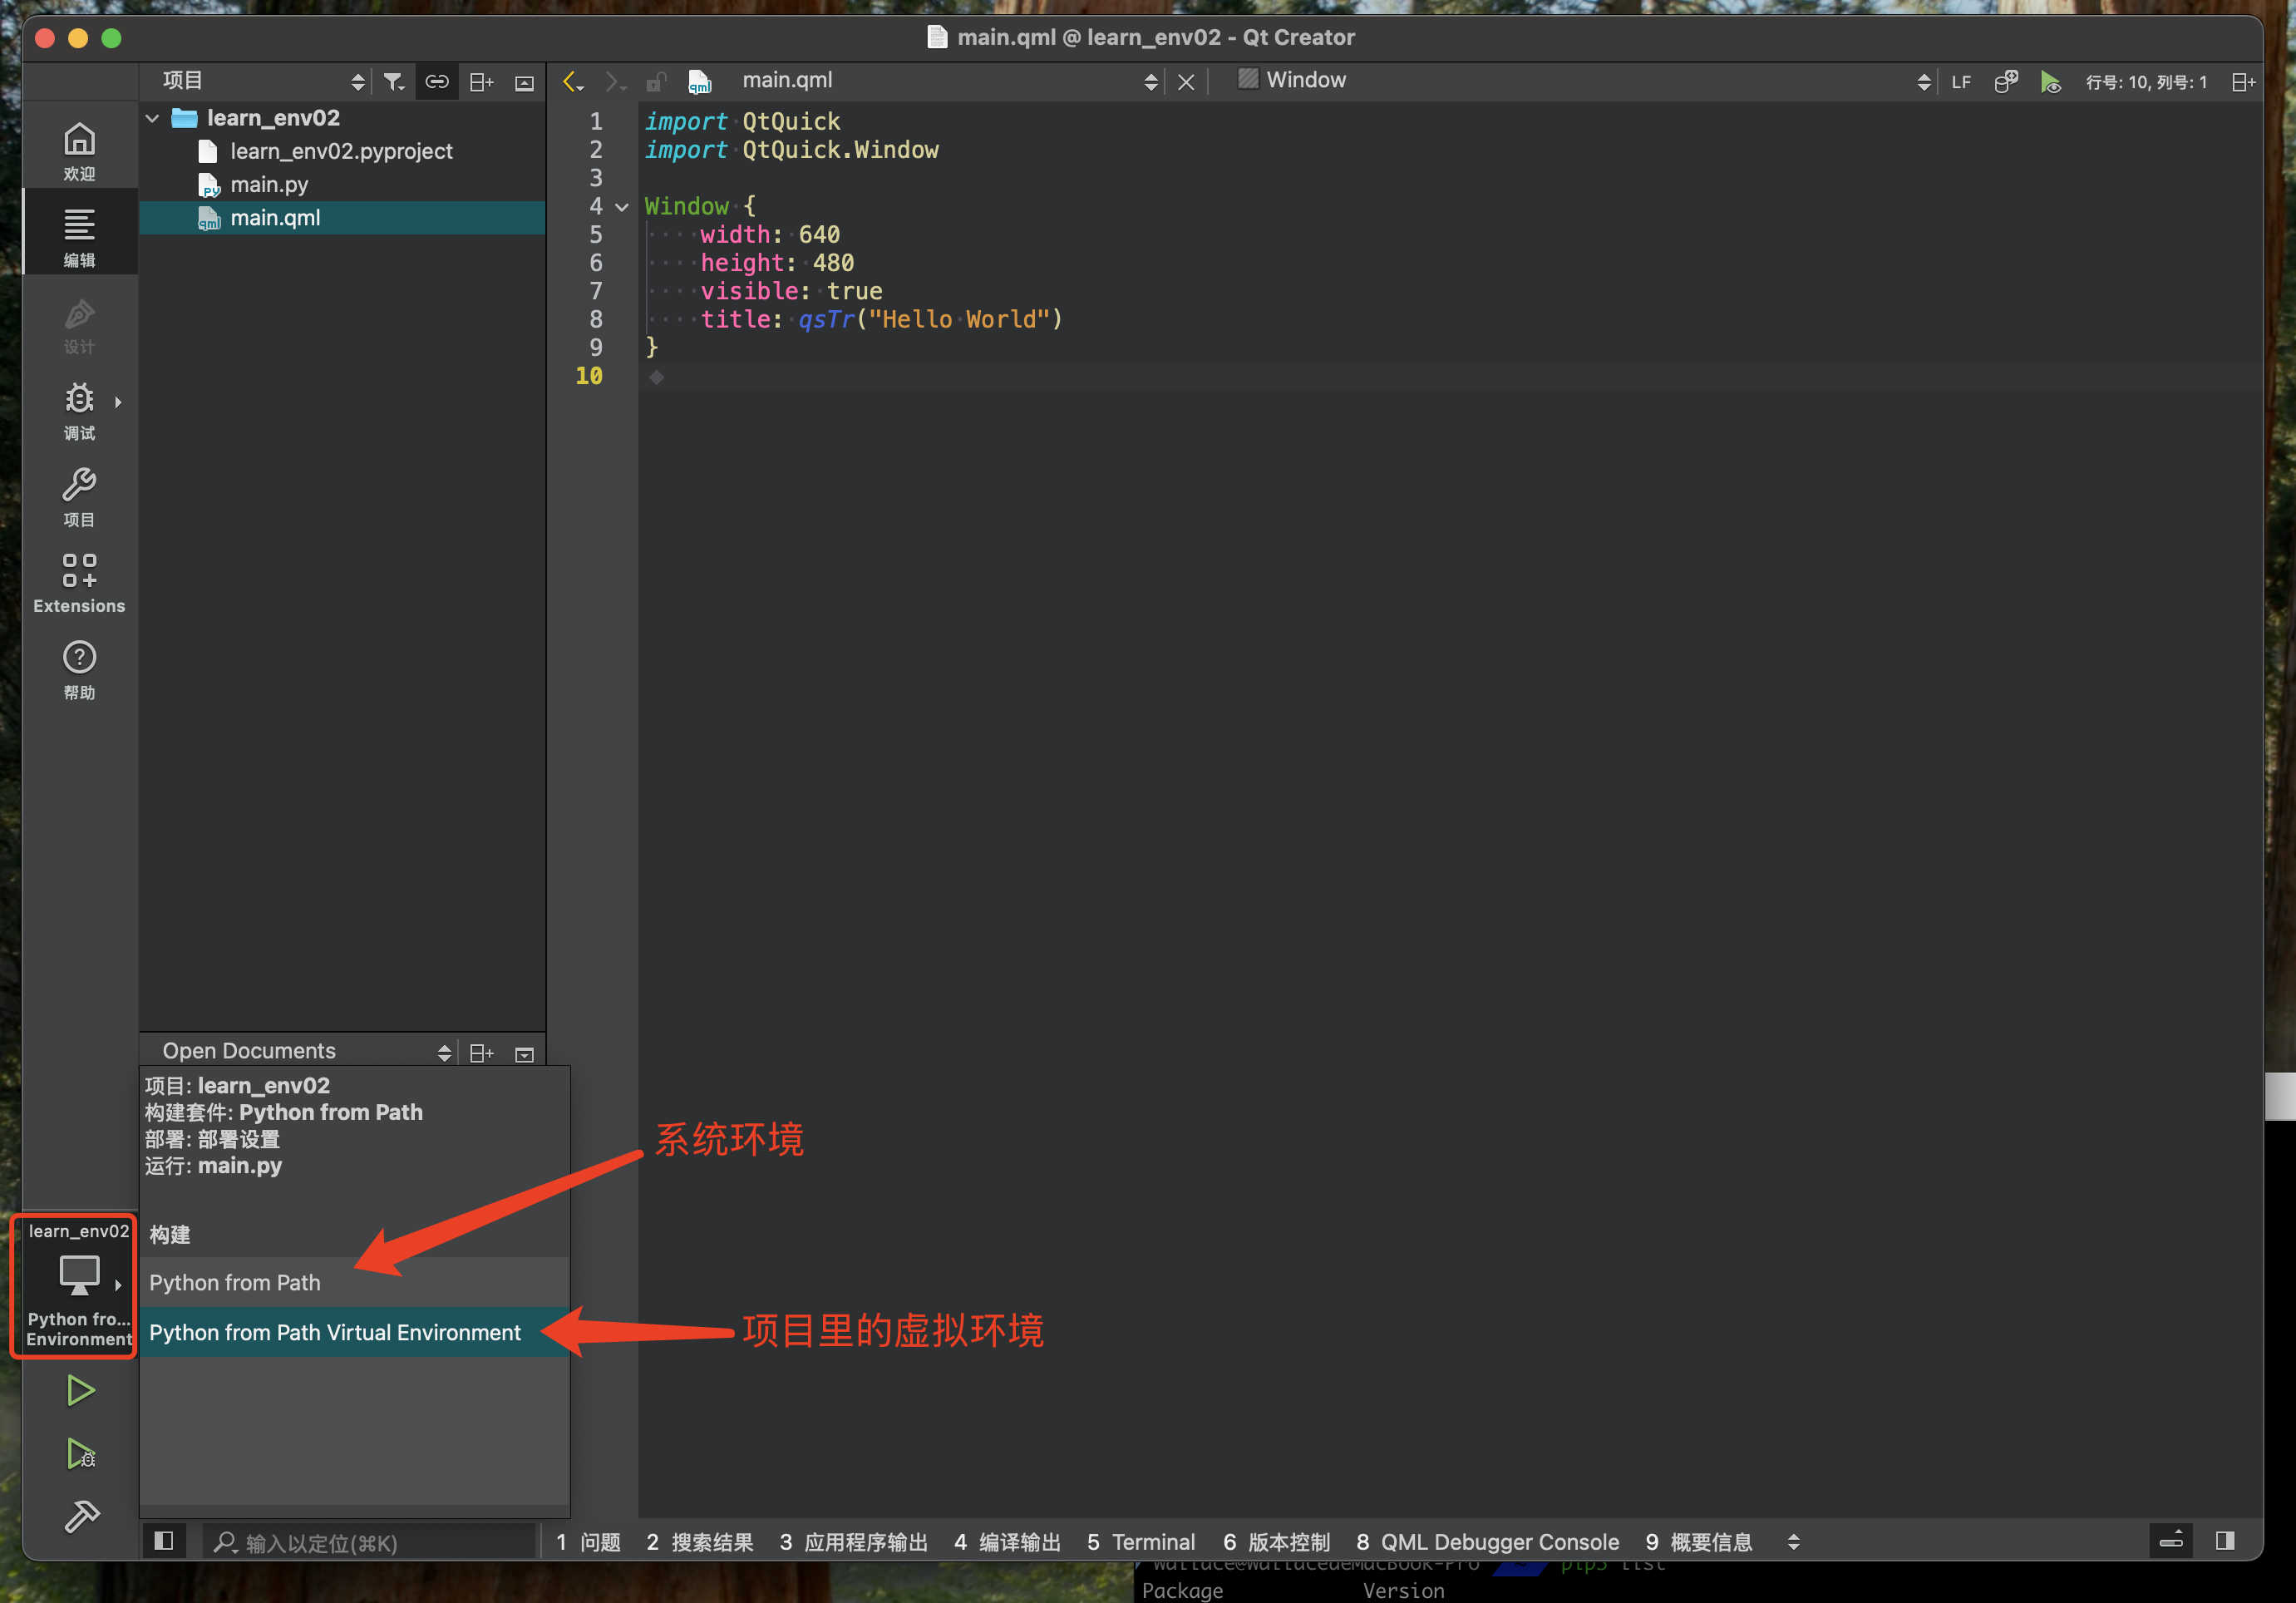 main.qml @ learn_env02 - Qt Creator
项目
main.qml
Window
LF
行号: 10, 列号: 1
欢迎
编辑
设计
调试
项目
Extensions
帮助
learn_env02
learn_env02.pyproject
main.py
main.qml
1 import QtQuick
2 import QtQuick.Window
3
4 Window {
5 width: 640
6 height: 480
7 visible: true
8 title: qsTr("Hello World")
9 }
10
Open Documents
项目: learn_env02
构建套件: Python from Path
部署: 部署设置
运行: main.py
系统环境
构建
Python from Path
Python from Path Virtual Environment
项目里的虚拟环境
learn_env02
Python fro...
Environment
输入以定位(⌘K)
1 问题 2 搜索结果 3 应用程序输出 4 编译输出 5 Terminal 6 版本控制 8 QML Debugger Console 9 概要信息
wallace@WallacedeMacBook-Pro ~ pip3 list
Package Version